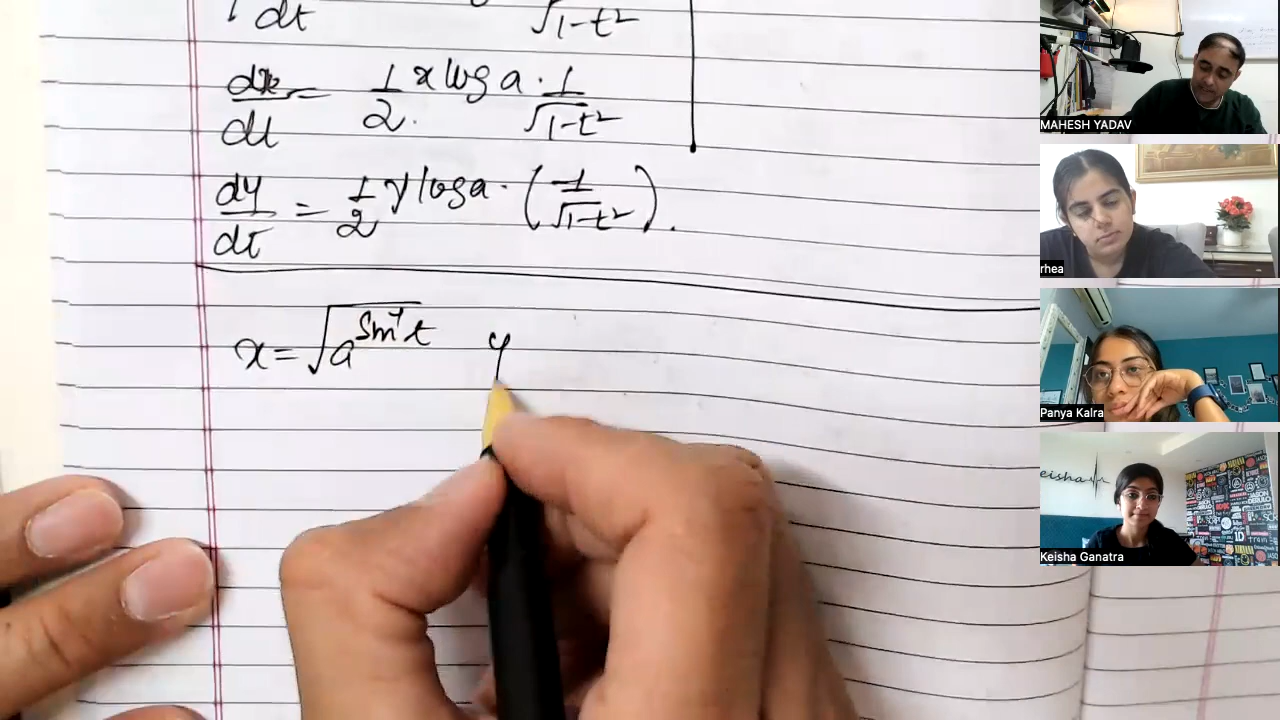 dt √1-t²
dx/dt = 1/2 x log a · 1/√1-t²
dy/dt = 1/2 y log a · (-1/√1-t²).
x = √a^Sin⁻¹t y
MAHESH YADAV
rhea
Panya Kalra
eisha
Keisha Ganatra